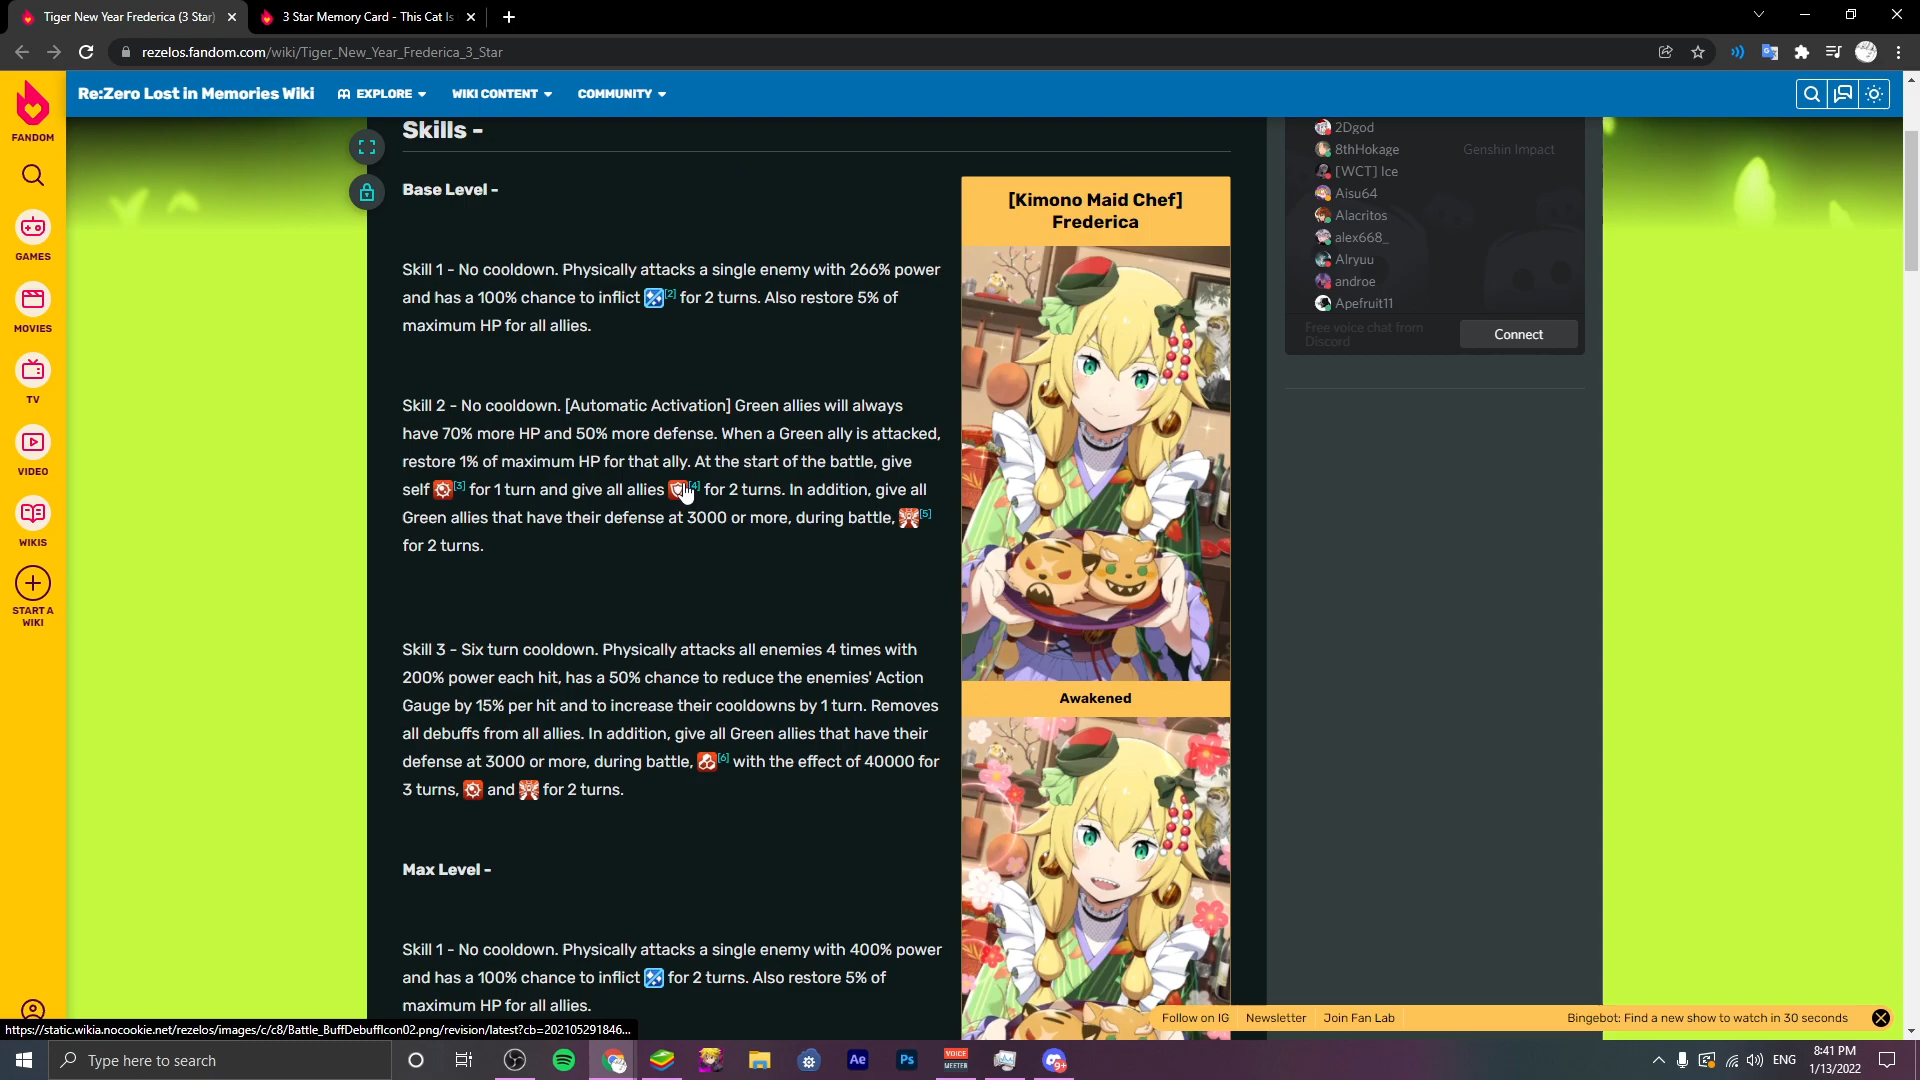 Tiger New Year Frederica (3 Star)
3 Star Memory Card - This Cat Is
rezelos.fandom.com/wiki/Tiger_New_Year_Frederica_3_Star
Re:Zero Lost in Memories Wiki
EXPLORE
WIKI CONTENT
COMMUNITY
FANDOM
GAMES
MOVIES
TV
VIDEO
WIKIS
START A
WIKI
Skills -
Base Level -
Skill 1 - No cooldown. Physically attacks a single enemy with 266% power
and has a 100% chance to inflict [2] for 2 turns. Also restore 5% of
maximum HP for all allies.
Skill 2 - No cooldown. [Automatic Activation] Green allies will always
have 70% more HP and 50% more defense. When a Green ally is attacked,
restore 1% of maximum HP for that ally. At the start of the battle, give
self [3] for 1 turn and give all allies [4] for 2 turns. In addition, give all
Green allies that have their defense at 3000 or more, during battle, [5]
for 2 turns.
Skill 3 - Six turn cooldown. Physically attacks all enemies 4 times with
200% power each hit, has a 50% chance to reduce the enemies' Action
Gauge by 15% per hit and to increase their cooldowns by 1 turn. Removes
all debuffs from all allies. In addition, give all Green allies that have their
defense at 3000 or more, during battle, [6] with the effect of 40000 for
3 turns, and for 2 turns.
Max Level -
Skill 1 - No cooldown. Physically attacks a single enemy with 400% power
and has a 100% chance to inflict for 2 turns. Also restore 5% of
maximum HP for all allies.
[Kimono Maid Chef]
Frederica
Awakened
2Dgod
8thHokage Genshin Impact
[WCT] Ice
Aisu64
Alacritos
alex668_
Alryuu
androe
Apefruit11
Free voice chat from
Discord
Connect
Follow on IG
Newsletter
Join Fan Lab
Bingebot: Find a new show to watch in 30 seconds
https://static.wikia.nocookie.net/rezelos/images/c/c8/Battle_BuffDebuffIcon02.png/revision/latest?cb=202105291846...
Type here to search
Ae
Ps
VOICE
MEETER
9+
ENG
8:41 PM
1/13/2022